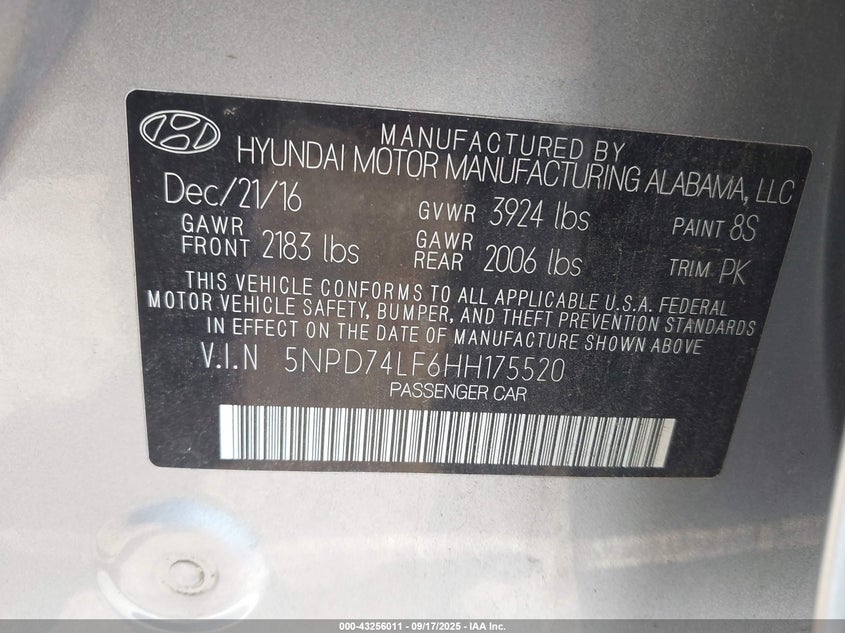 MANUFACTURED BY
HYUNDAI MOTOR MANUFACTURING ALABAMA, LLC
Dec/21/16 GVWR 3924 lbs PAINT 8S
GAWR FRONT 2183 lbs GAWR REAR 2006 lbs TRIM PK
THIS VEHICLE CONFORMS TO ALL APPLICABLE U.S.A. FEDERAL
MOTOR VEHICLE SAFETY, BUMPER, AND THEFT PREVENTION STANDARDS
IN EFFECT ON THE DATE OF MANUFACTURE SHOWN ABOVE
V.I.N 5NPD74LF6HH175520
PASSENGER CAR
000-43256011 - 09/17/2025 - IAA Inc.